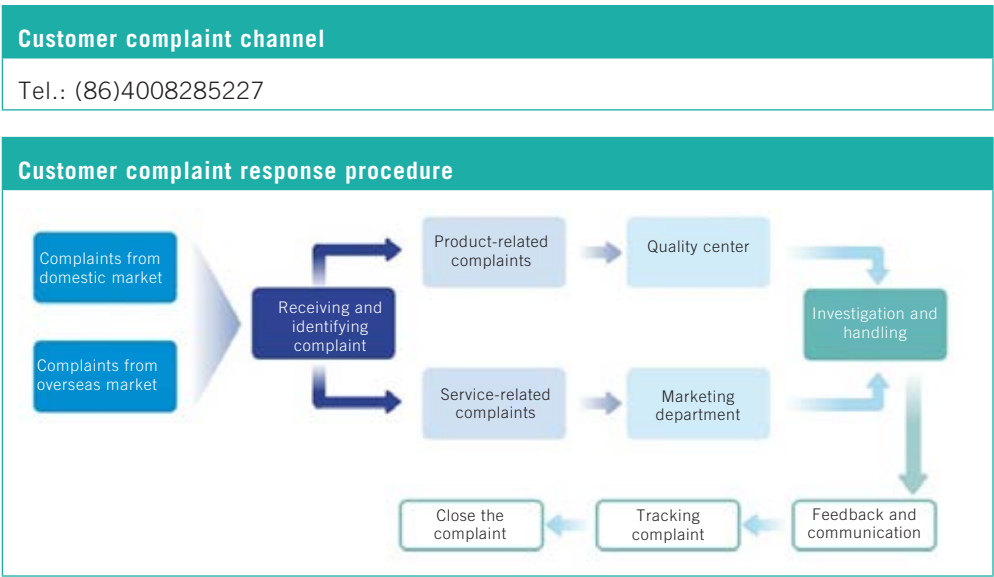 Customer complaint channel
Tel.: (86)4008285227
Customer complaint response procedure
Complaints from
domestic market
Complaints from
overseas market
Receiving and
identifying
complaint
Product-related
complaints
Quality center
Service-related
complaints
Marketing
department
Investigation and
handling
Feedback and
communication
Tracking
complaint
Close the
complaint